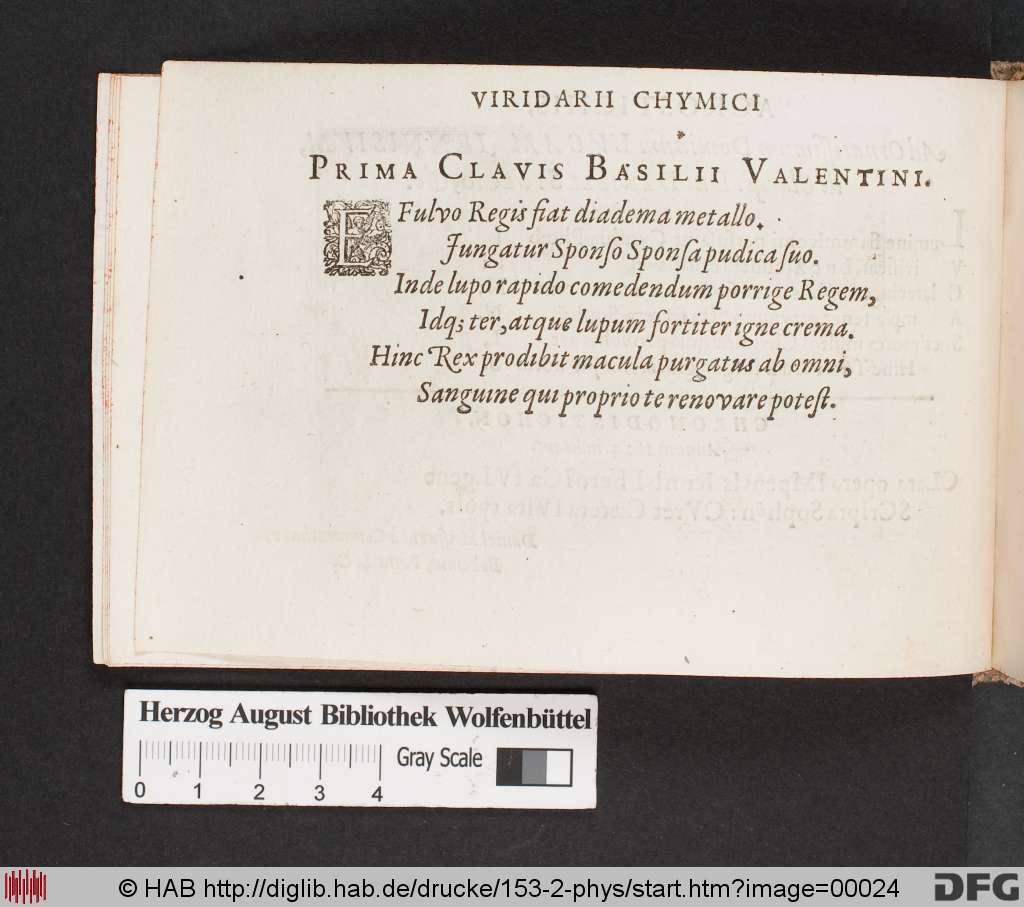 VIRIDARII CHYMICI
PRIMA CLAVIS BASILII VALENTINI.
E Fulvo Regis fiat diadema metallo.
Jungatur Sponſo Sponſa pudica ſuo.
Inde lupo rapido comedendum porrige Regem,
Idq; ter, atque lupum fortiter igne crema.
Hinc Rex prodibit macula purgatus ab omni,
Sanguine qui proprio te renovare poteſt.
Herzog August Bibliothek Wolfenbüttel
Gray Scale
0 1 2 3 4
© HAB http://diglib.hab.de/drucke/153-2-phys/start.htm?image=00024
DFG